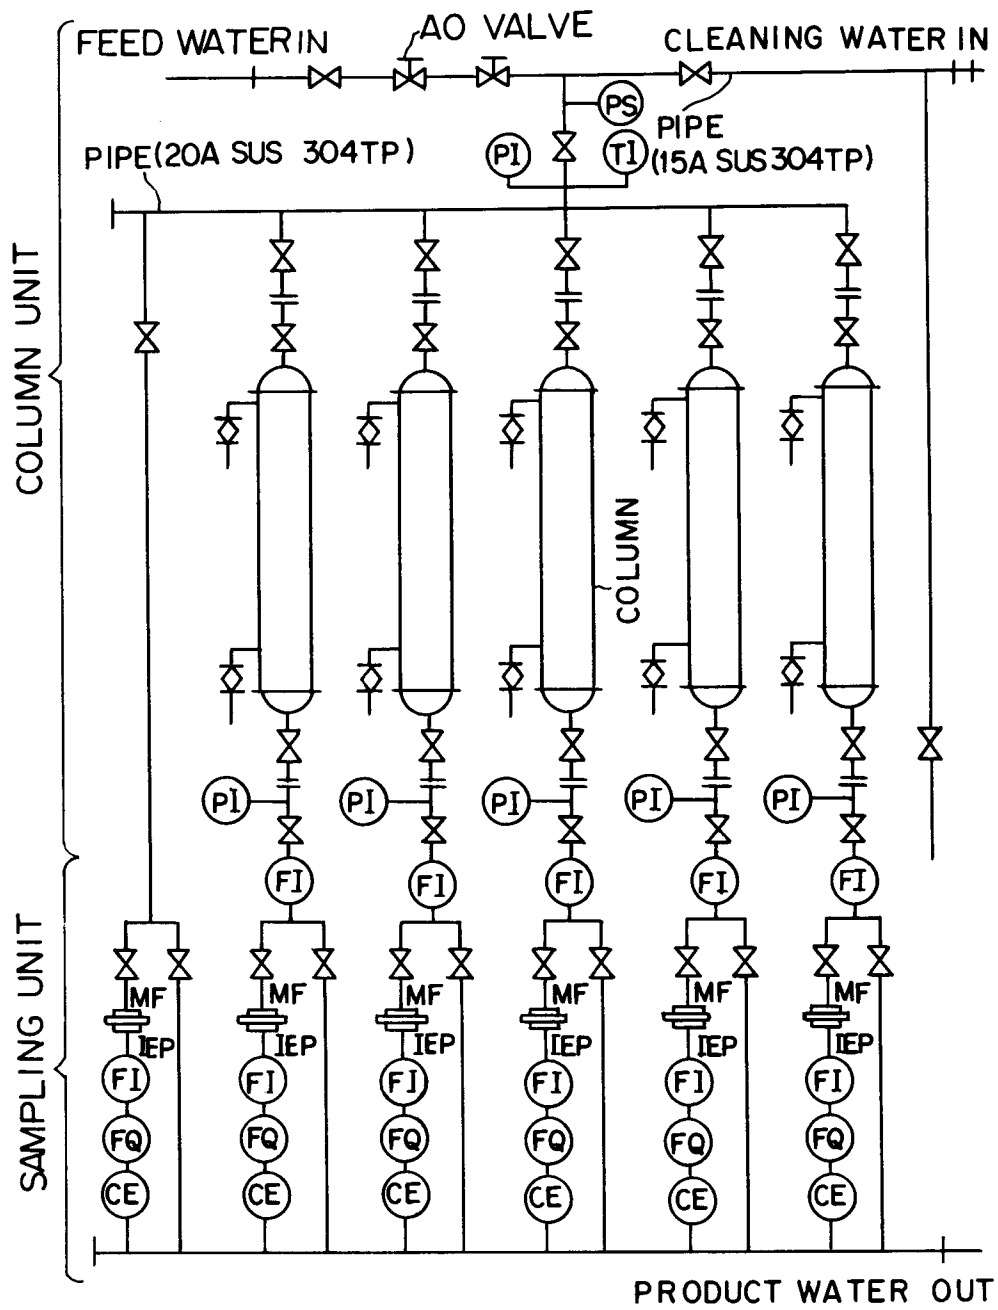 FEED WATER IN
AO VALVE
CLEANING WATER IN
PS
PIPE
(15A SUS304TP)
PI
TI
PIPE(20A SUS 304TP)
COLUMN UNIT
COLUMN
PI
PI
PI
PI
PI
FI
FI
FI
FI
FI
SAMPLING UNIT
MF
MF
MF
MF
MF
MF
IEP
IEP
IEP
IEP
IEP
IEP
FI
FI
FI
FI
FI
FI
FQ
FQ
FQ
FQ
FQ
FQ
CE
CE
CE
CE
CE
CE
PRODUCT WATER OUT